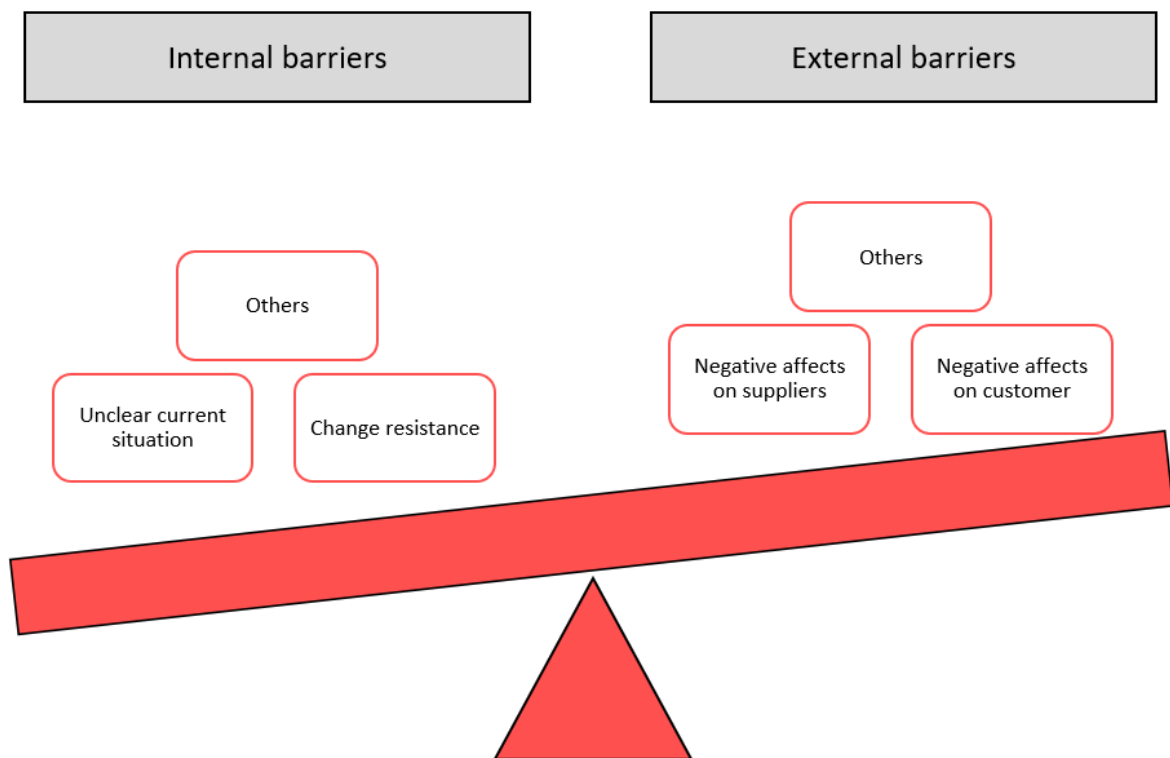 Internal barriers
External barriers
Others
Unclear current
situation
Change resistance
Others
Negative affects
on suppliers
Negative affects
on customer